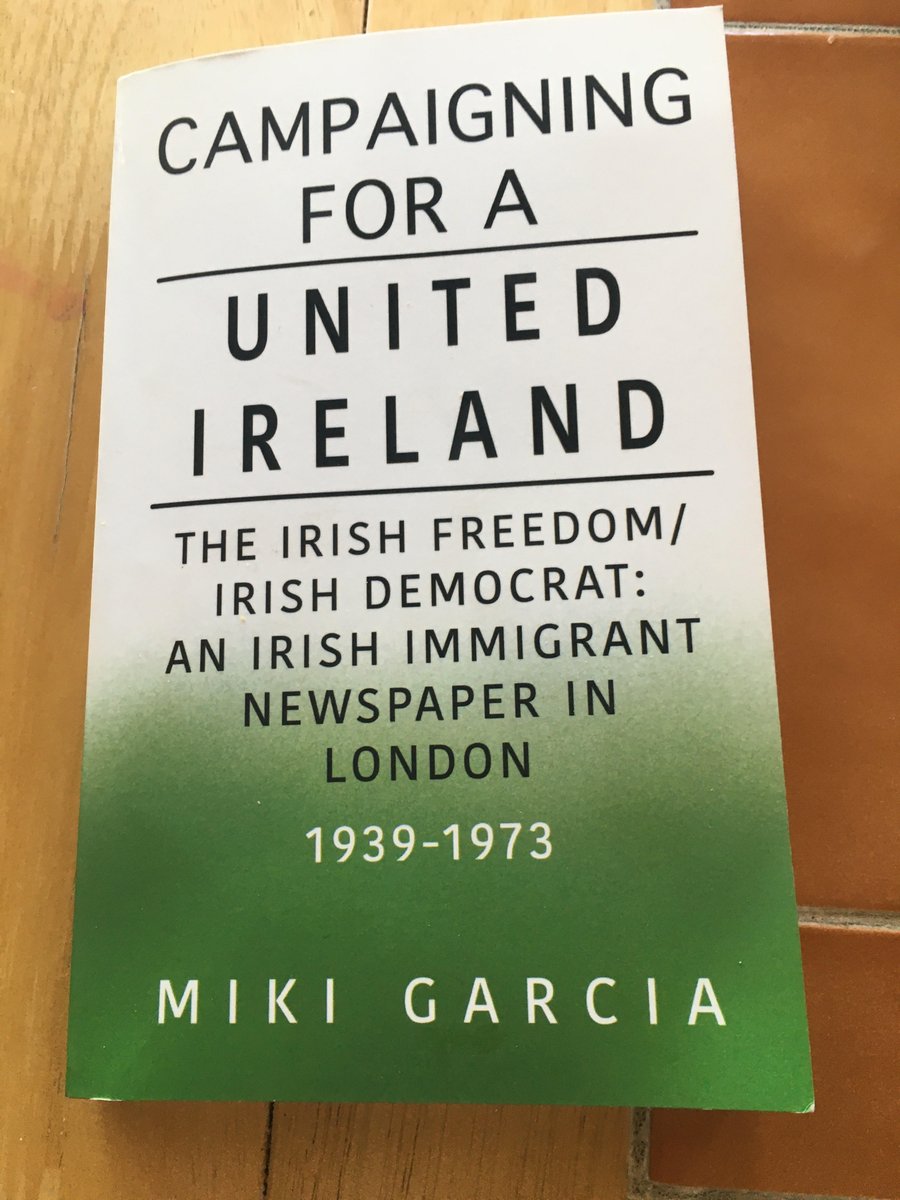 CAMPAIGNING
FOR A
UNITED
IRELAND
THE IRISH FREEDOM/
IRISH DEMOCRAT:
AN IRISH IMMIGRANT
NEWSPAPER IN
LONDON
1939-1973
MIKI GARCIA